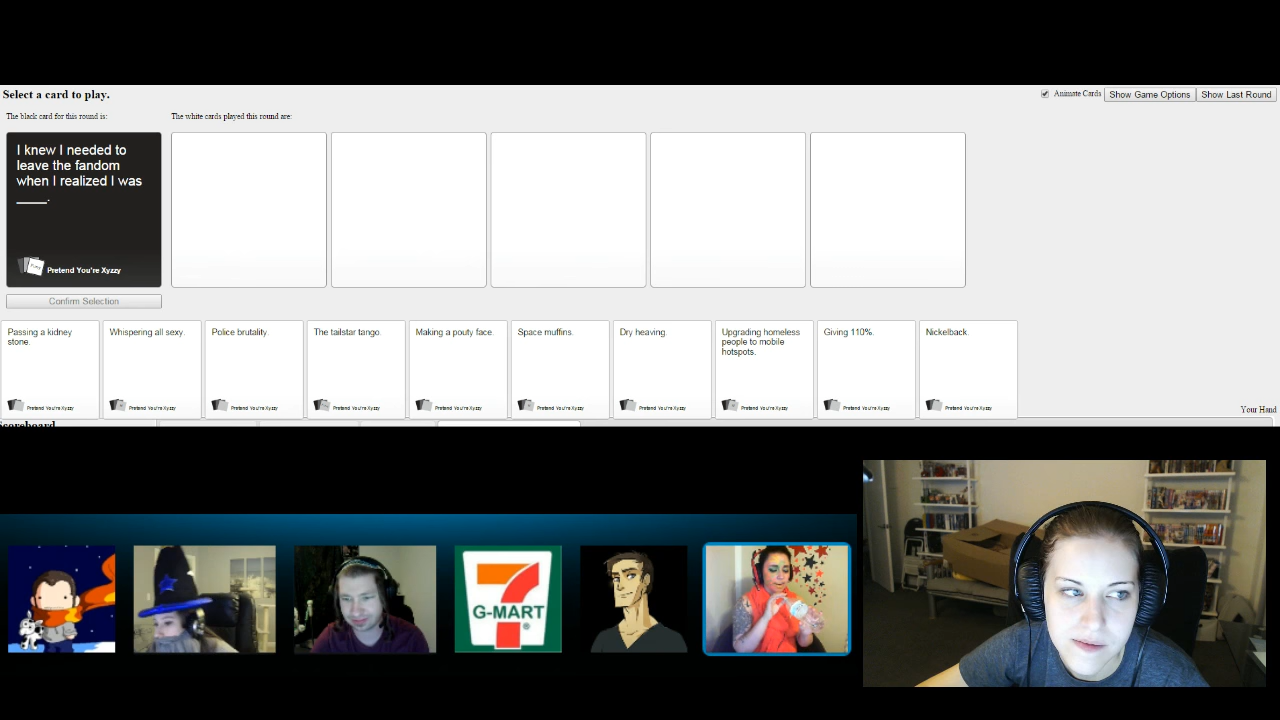 Select a card to play.
Animate Cards
Show Game Options
Show Last Round
The black card for this round is:
The white cards played this round are:
I knew I needed to
leave the fandom
when I realized I was
____.
Pretend You're Xyzzy
Confirm Selection
Passing a kidney
stone.
Pretend You're Xyzzy
Whispering all sexy.
Pretend You're Xyzzy
Police brutality.
Pretend You're Xyzzy
The tailstar tango.
Pretend You're Xyzzy
Making a pouty face.
Pretend You're Xyzzy
Space muffins.
Pretend You're Xyzzy
Dry heaving.
Pretend You're Xyzzy
Upgrading homeless
people to mobile
hotspots.
Pretend You're Xyzzy
Giving 110%.
Pretend You're Xyzzy
Nickelback.
Pretend You're Xyzzy
Your Hand
Scoreboard
7
G-MART